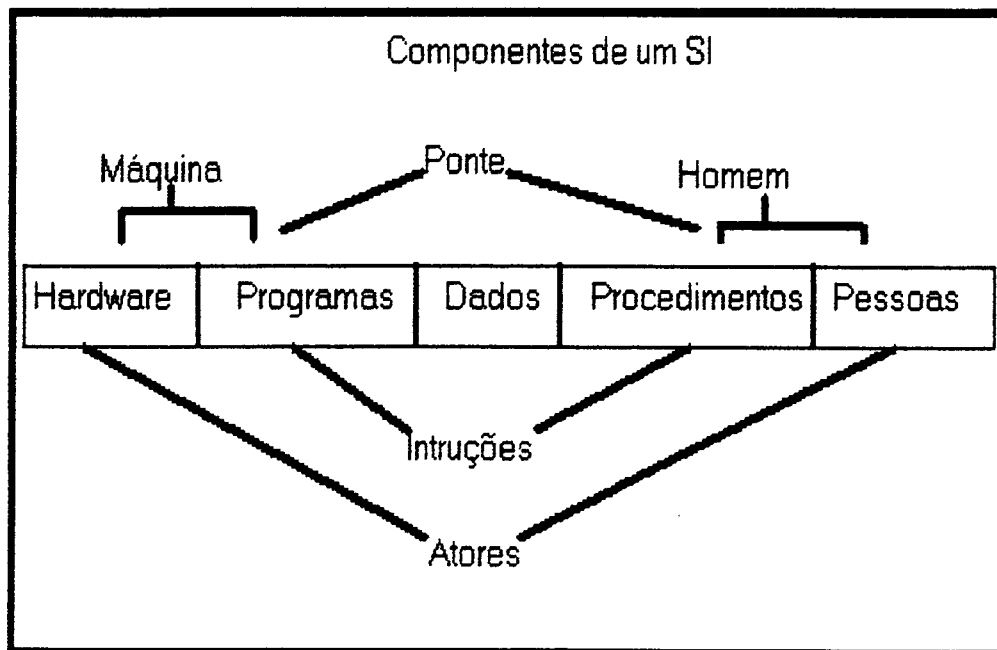 Componentes de um SI
Máquina
Ponte
Homem
Hardware Programas Dados Procedimentos Pessoas
Intruções
Atores